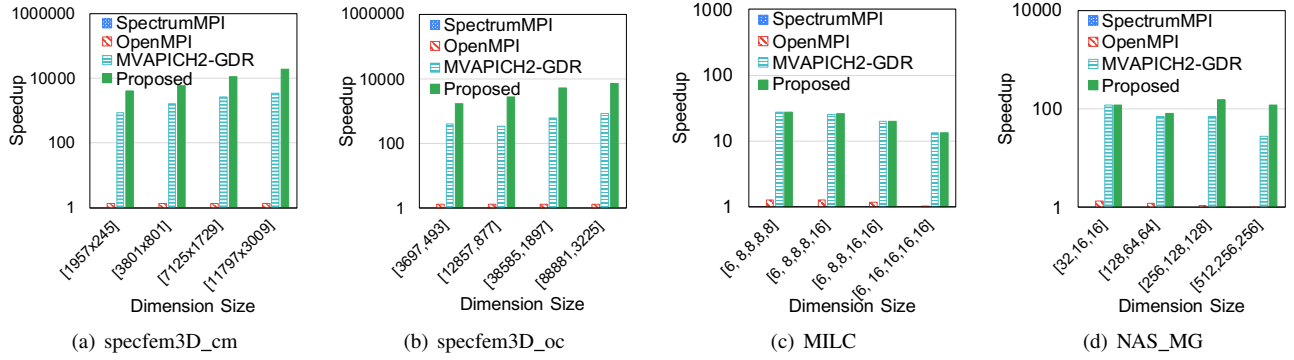 1000000
10000
100
1
Speedup
SpectrumMPI
OpenMPI
MVAPICH2-GDR
Proposed
[1957x245]
[3801x801]
[7125x1729]
[11797x3009]
Dimension Size
(a) specfem3D_cm
1000000
10000
100
1
Speedup
SpectrumMPI
OpenMPI
MVAPICH2-GDR
Proposed
[3697,493]
[12857,877]
[38585,1897]
[88881,3225]
Dimension Size
(b) specfem3D_oc
1000
100
10
1
Speedup
SpectrumMPI
OpenMPI
MVAPICH2-GDR
Proposed
[6, 8,8,8,8]
[6, 8,8,8,16]
[6, 8,8,16,16]
[6, 16,16,16,16]
Dimension Size
(c) MILC
10000
100
1
Speedup
SpectrumMPI
OpenMPI
MVAPICH2-GDR
Proposed
[32,16,16]
[128,64,64]
[256,128,128]
[512,256,256]
Dimension Size
(d) NAS_MG